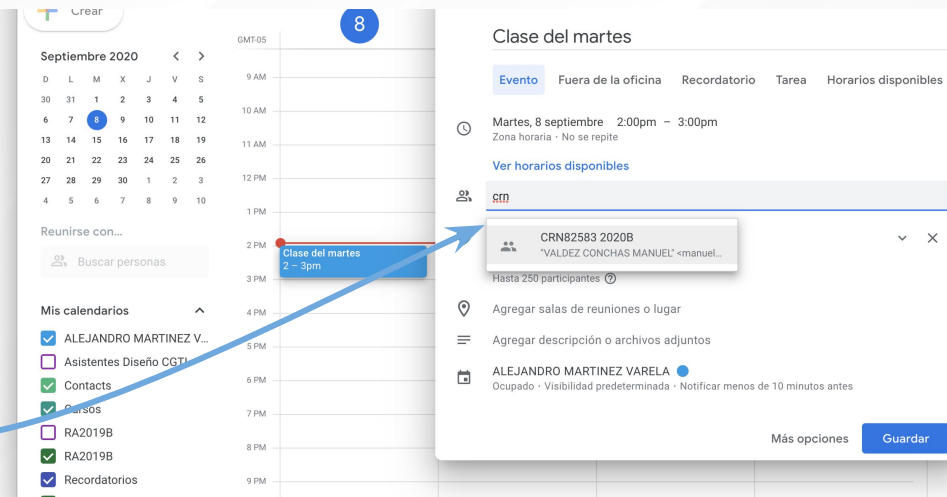 Crear
Septiembre 2020
D L M X J V S
30 31 1 2 3 4 5
6 7 8 9 10 11 12
13 14 15 16 17 18 19
20 21 22 23 24 25 26
27 28 29 30 1 2 3
4 5 6 7 8 9 10
Reunirse con...
Buscar personas
Mis calendarios
ALEJANDRO MARTINEZ V...
Asistentes Diseño CGTI
Contacts
Cursos
RA2019B
RA2019B
Recordatorios
8
GMT-05
9 AM
10 AM
11 AM
12 PM
1 PM
2 PM
3 PM
4 PM
5 PM
6 PM
7 PM
8 PM
9 PM
Clase del martes
2 – 3pm
Clase del martes
Evento Fuera de la oficina Recordatorio Tarea Horarios disponibles
Martes, 8 septiembre 2:00pm – 3:00pm
Zona horaria · No se repite
Ver horarios disponibles
crn
CRN82583 2020B
"VALDEZ CONCHAS MANUEL" <manuel...
Hasta 250 participantes
Agregar salas de reuniones o lugar
Agregar descripción o archivos adjuntos
ALEJANDRO MARTINEZ VARELA
Ocupado · Visibilidad predeterminada · Notificar menos de 10 minutos antes
Más opciones Guardar